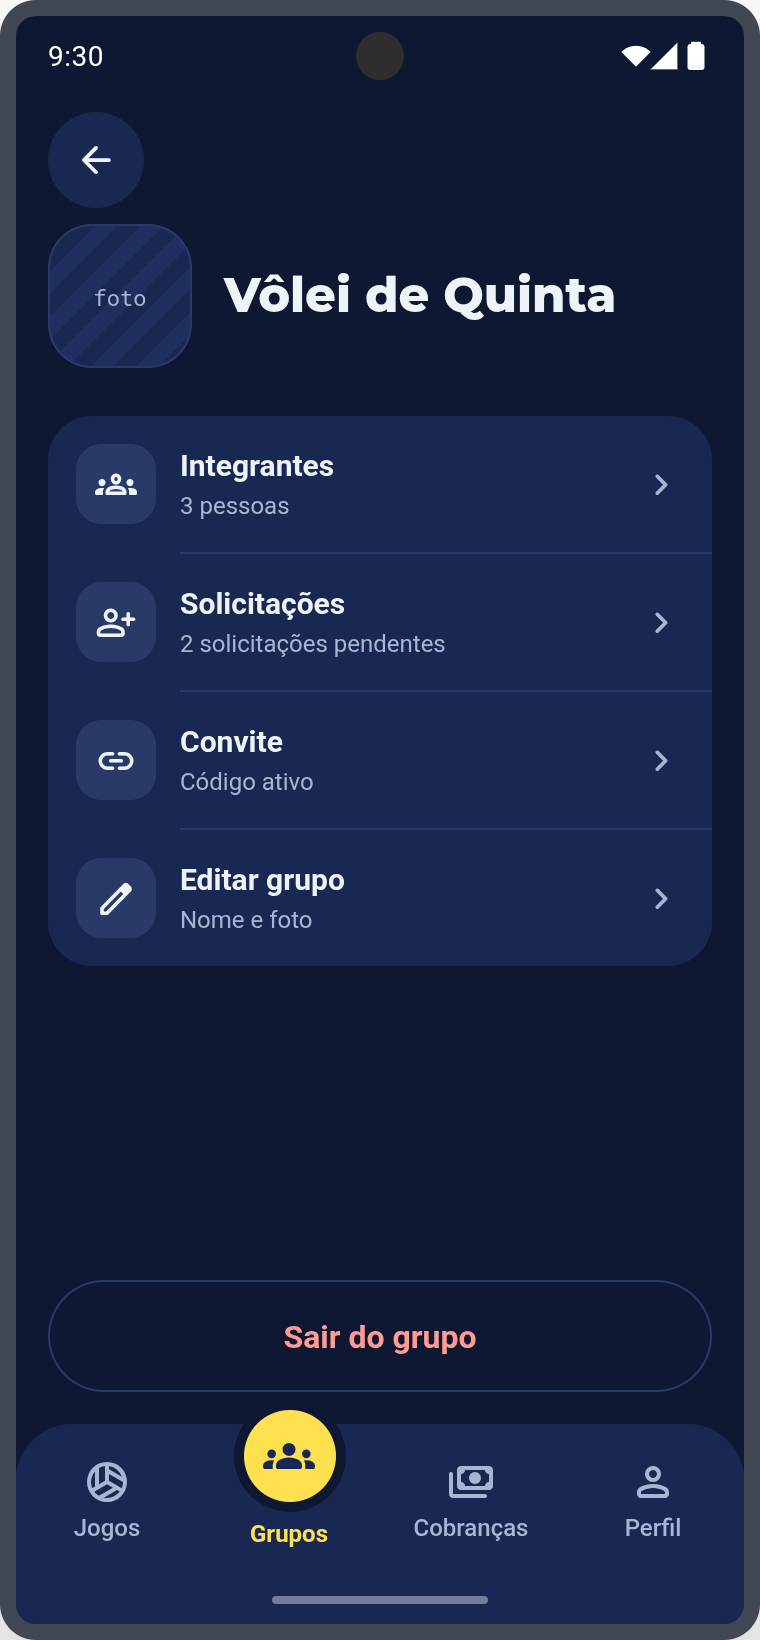 9:30
foto
Vôlei de Quinta
Integrantes
3 pessoas
Solicitações
2 solicitações pendentes
Convite
Código ativo
Editar grupo
Nome e foto
Sair do grupo
Jogos
Grupos
Cobranças
Perfil